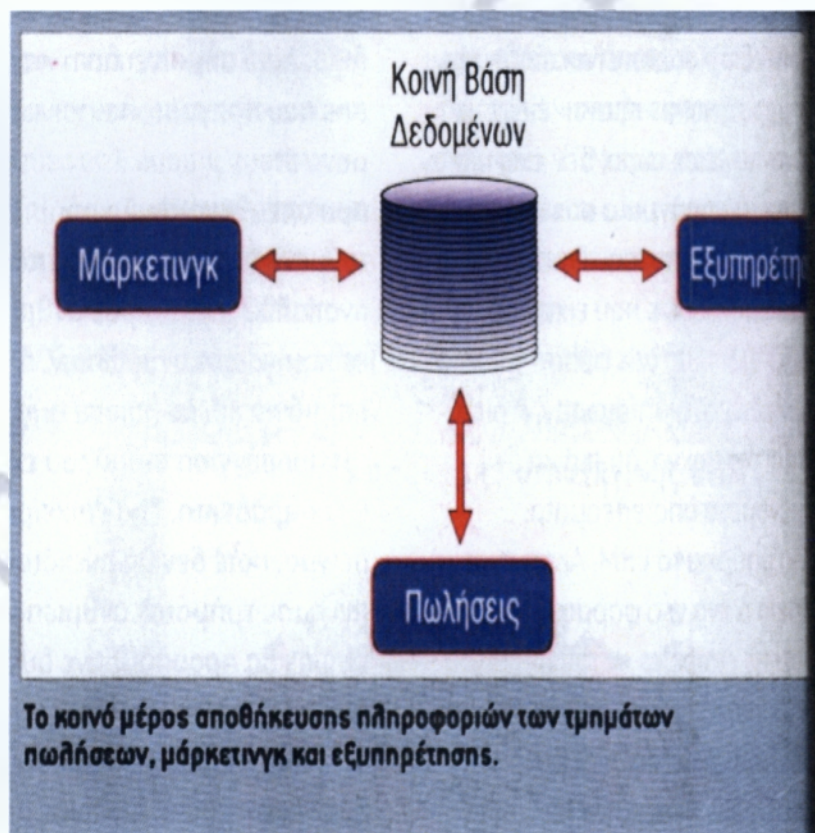 Κοινή Βάση
Δεδομένων
Μάρκετινγκ
Εξυπηρέτη
Πωλήσεις
Το κοινό μέρος αποθήκευσης πληροφοριών των τμημάτων
πωλήσεων, μάρκετινγκ και εξυπηρέτησης.